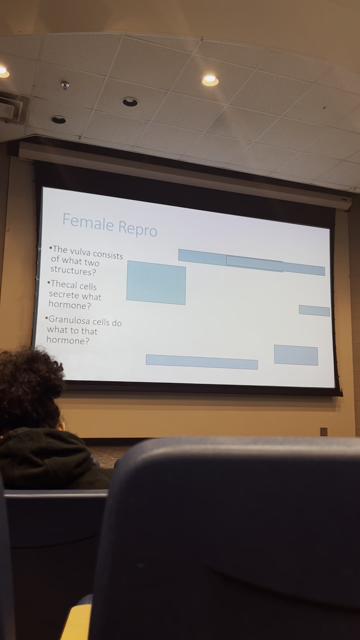 Female Repro
•The vulva consists
of what two
structures?
•Thecal cells
secrete what
hormone?
•Granulosa cells do
what to that
hormone?